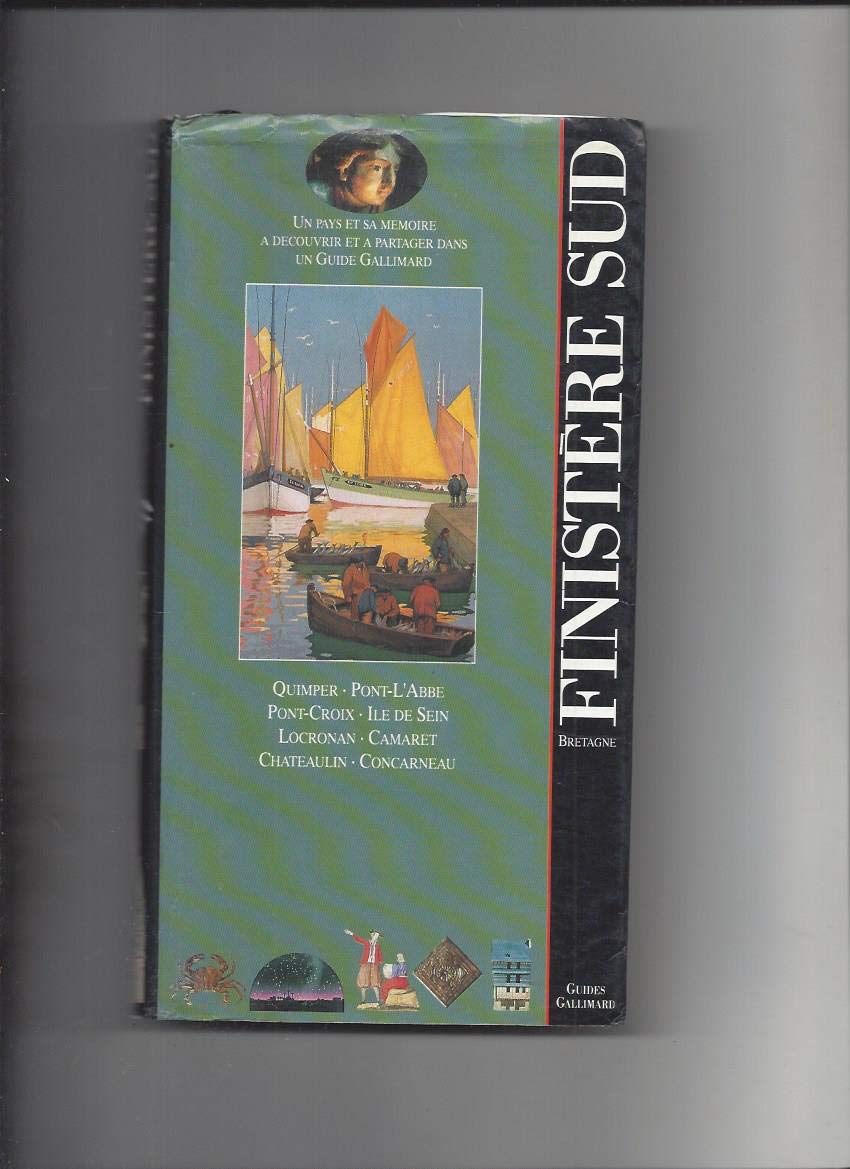 UN PAYS ET SA MEMOIRE
A DECOUVRIR ET A PARTAGER DANS
UN GUIDE GALLIMARD
QUIMPER · PONT-L'ABBE
PONT-CROIX · ILE DE SEIN
LOCRONAN · CAMARET
CHATEAULIN · CONCARNEAU
FINISTÈRE SUD
BRETAGNE
GUIDES
GALLIMARD